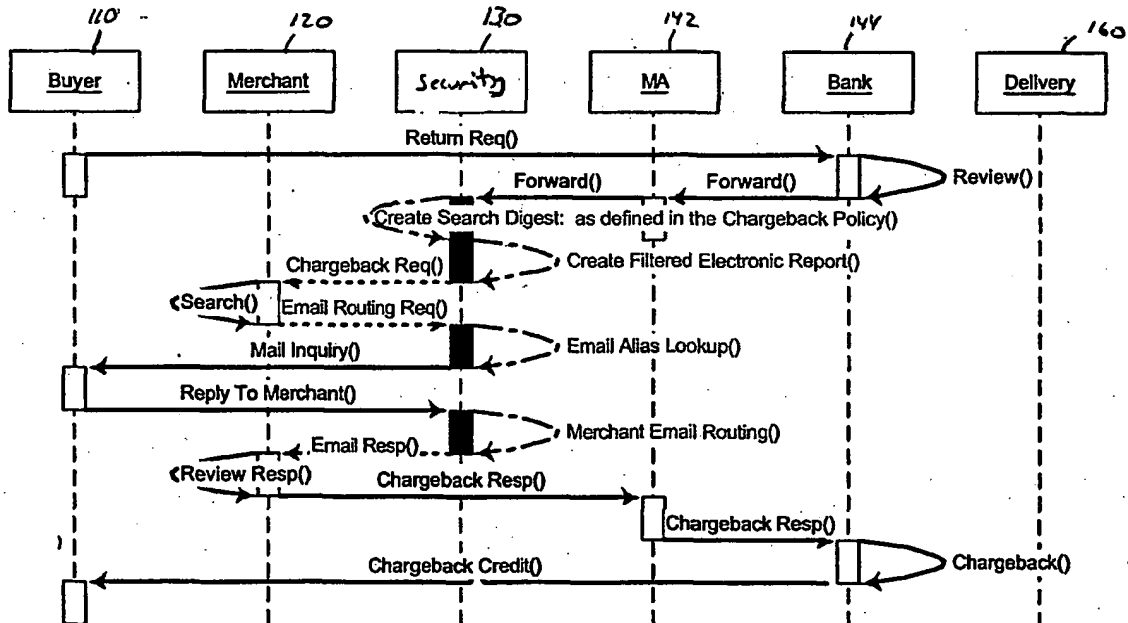 110 120 130 142 144 160
Buyer Merchant Security MA Bank Delivery
Return Req()
Review()
Forward() Forward()
Create Search Digest: as defined in the Chargeback Policy()
Create Filtered Electronic Report()
Chargeback Req()
Search() Email Routing Req()
Email Alias Lookup()
Mail Inquiry()
Reply To Merchant()
Merchant Email Routing()
Email Resp()
Review Resp() Chargeback Resp()
Chargeback Resp()
Chargeback()
Chargeback Credit()